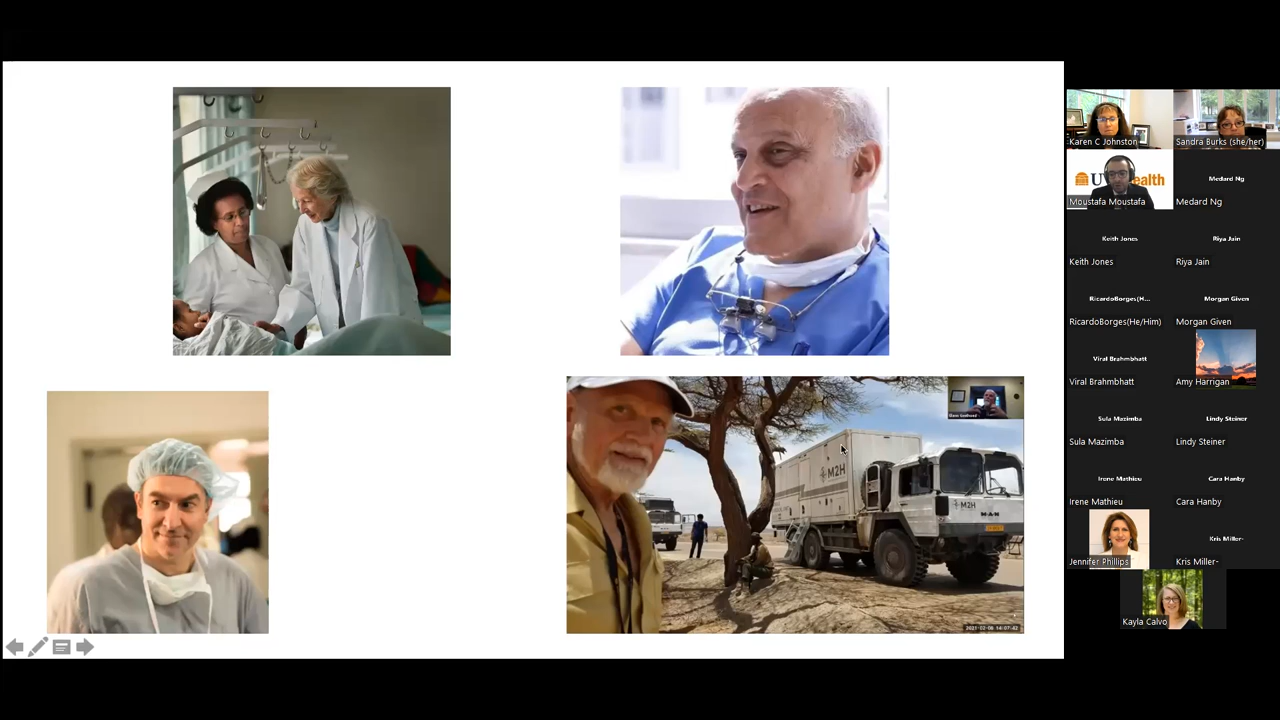 M2H
M2H
MAN
Karen C Johnston
Sandra Burks (she/her)
Moustafa Moustafa
Medard Ng
Medard Ng
Keith Jones
Riya Jain
Keith Jones
Riya Jain
RicardoBorges(H...
Morgan Given
RicardoBorges(He/Him)
Morgan Given
Viral Brahmbhatt
Viral Brahmbhatt
Amy Harrigan
Sula Mazimba
Lindy Steiner
Sula Mazimba
Lindy Steiner
Irene Mathieu
Cara Hanby
Irene Mathieu
Cara Hanby
Kris Miller-
Jennifer Phillips
Kris Miller-
Kayla Calvo